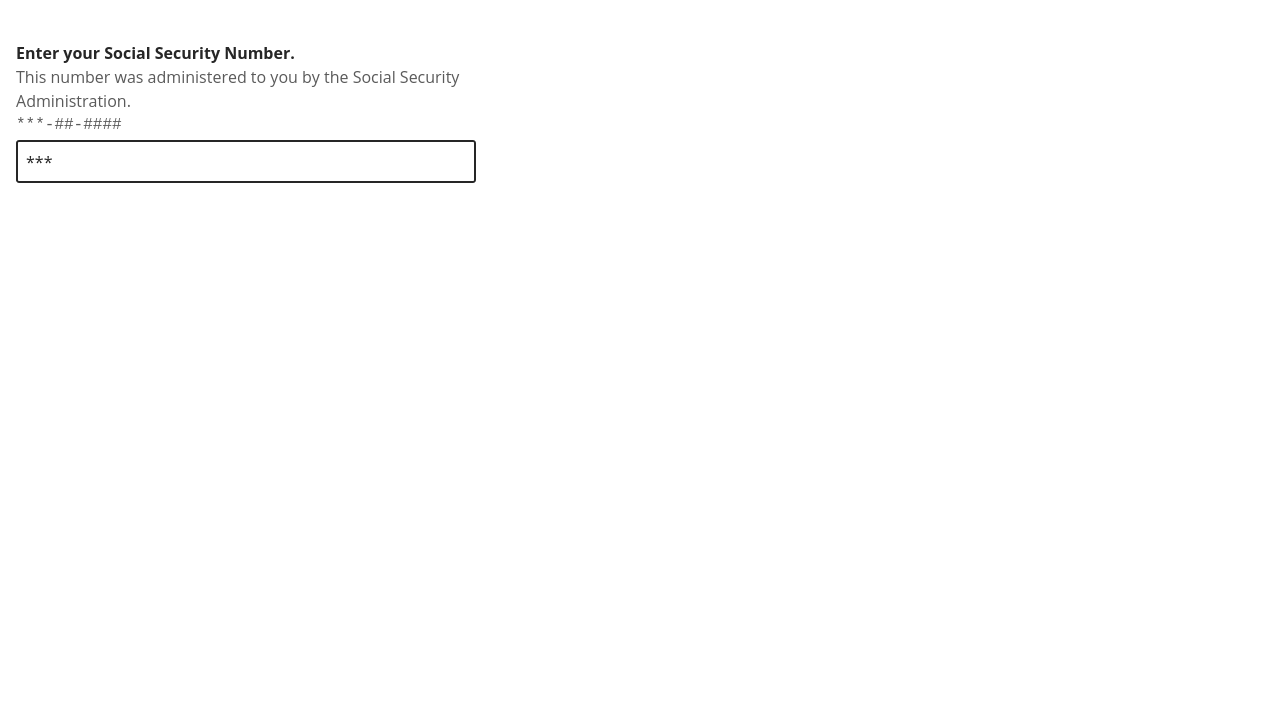 Enter your Social Security Number.
This number was administered to you by the Social Security
Administration.
***-##-####
***